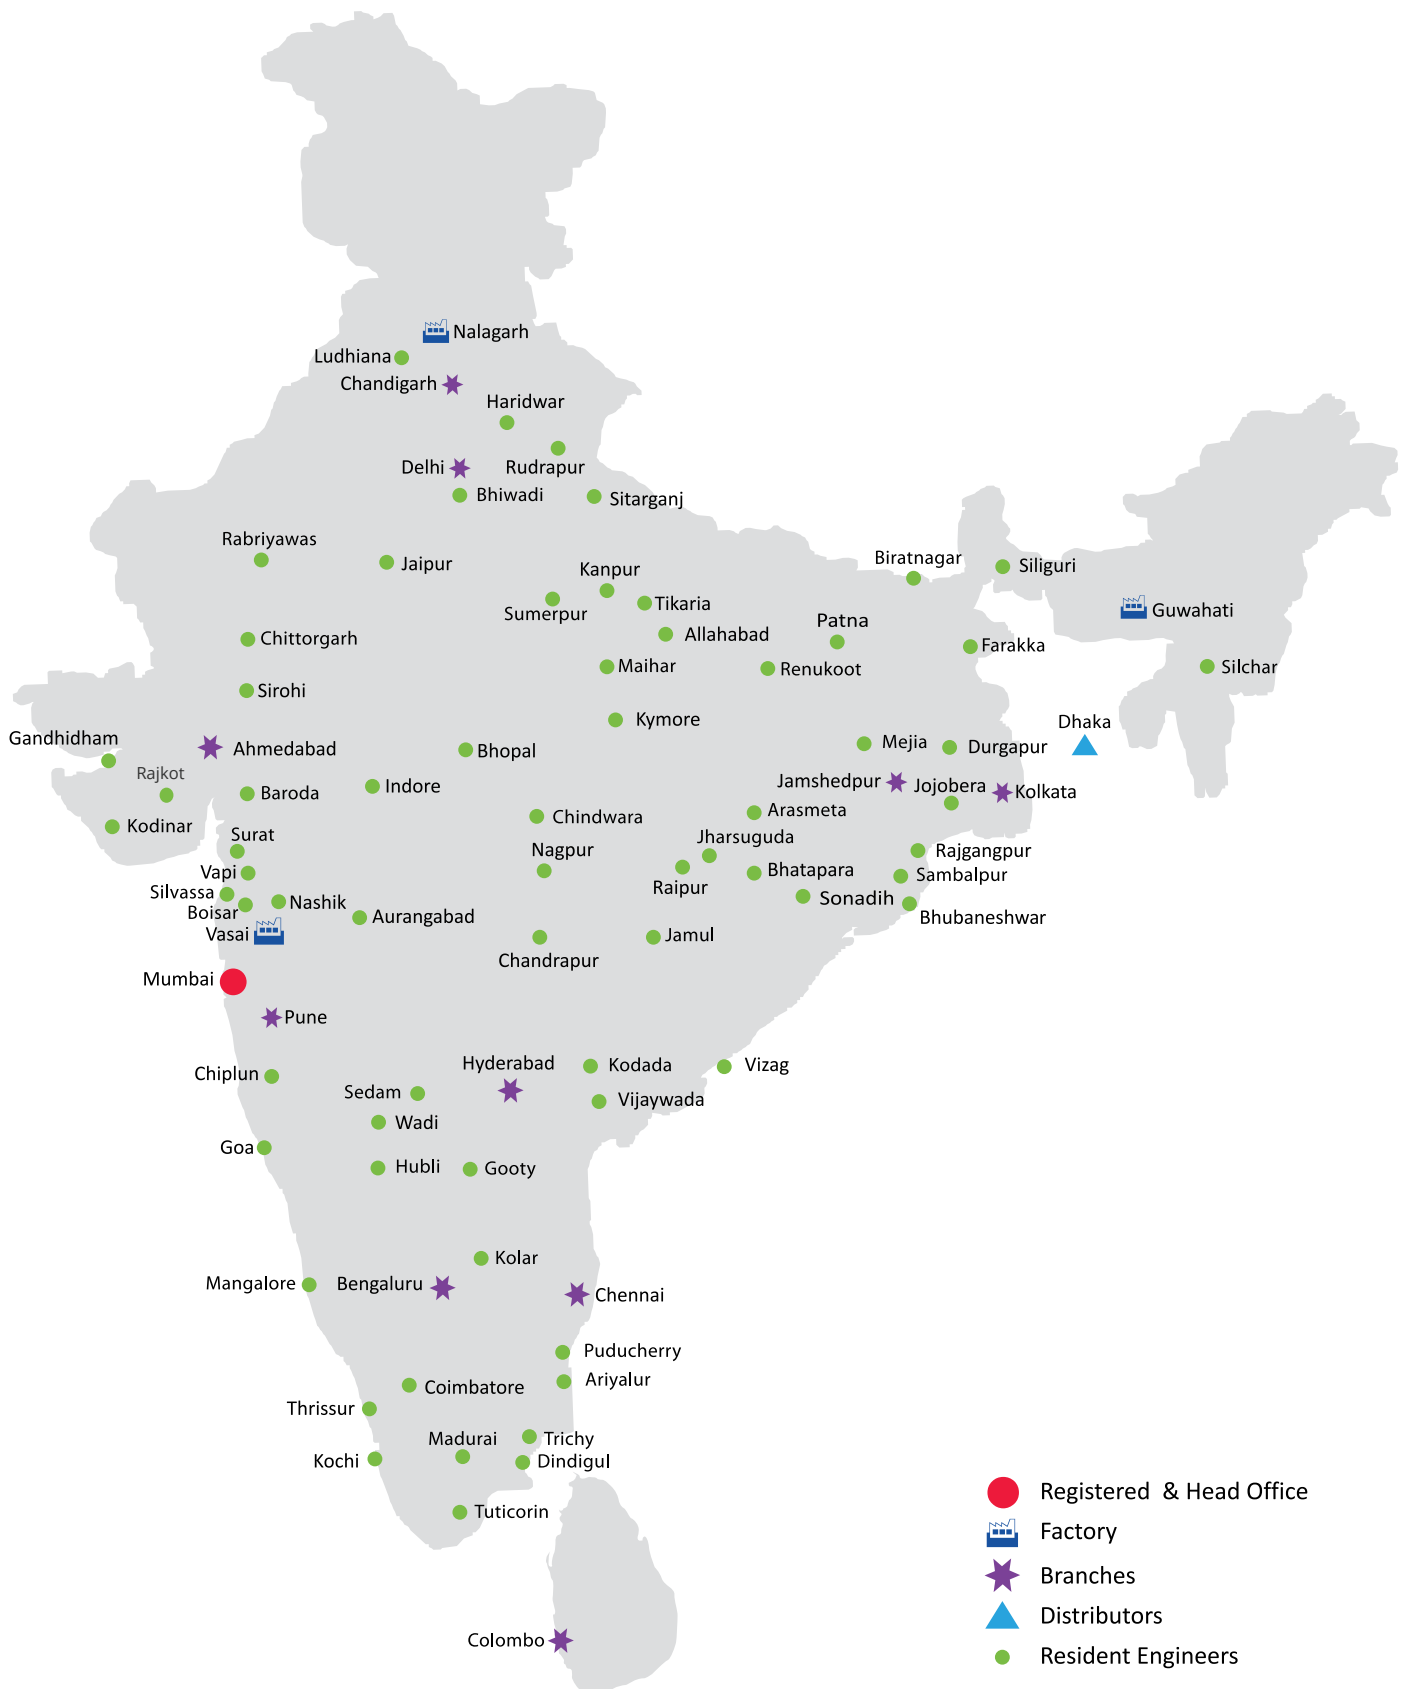 Nalagarh
Ludhiana
Chandigarh
Haridwar
Delhi
Rudrapur
Bhiwadi
Sitarganj
Rabriyawas
Jaipur
Biratnagar
Siliguri
Kanpur
Sumerpur
Tikaria
Guwahati
Patna
Chittorgarh
Allahabad
Farakka
Maihar
Renukoot
Silchar
Sirohi
Kymore
Dhaka
Gandhidham
Ahmedabad
Bhopal
Mejia
Durgapur
Rajkot
Jamshedpur
Jojobera
Kolkata
Baroda
Indore
Arasmeta
Kodinar
Chindwara
Surat
Jharsuguda
Nagpur
Rajgangpur
Vapi
Raipur
Bhatapara
Sambalpur
Silvassa
Nashik
Sonadih
Boisar
Aurangabad
Bhubaneshwar
Vasai
Jamul
Chandrapur
Mumbai
Pune
Hyderabad
Kodada
Vizag
Chiplun
Sedam
Vijaywada
Wadi
Goa
Hubli
Gooty
Kolar
Mangalore
Bengaluru
Chennai
Puducherry
Ariyalur
Coimbatore
Thrissur
Madurai
Trichy
Kochi
Dindigul
Tuticorin
Colombo
Registered & Head Office
Factory
Branches
Distributors
Resident Engineers